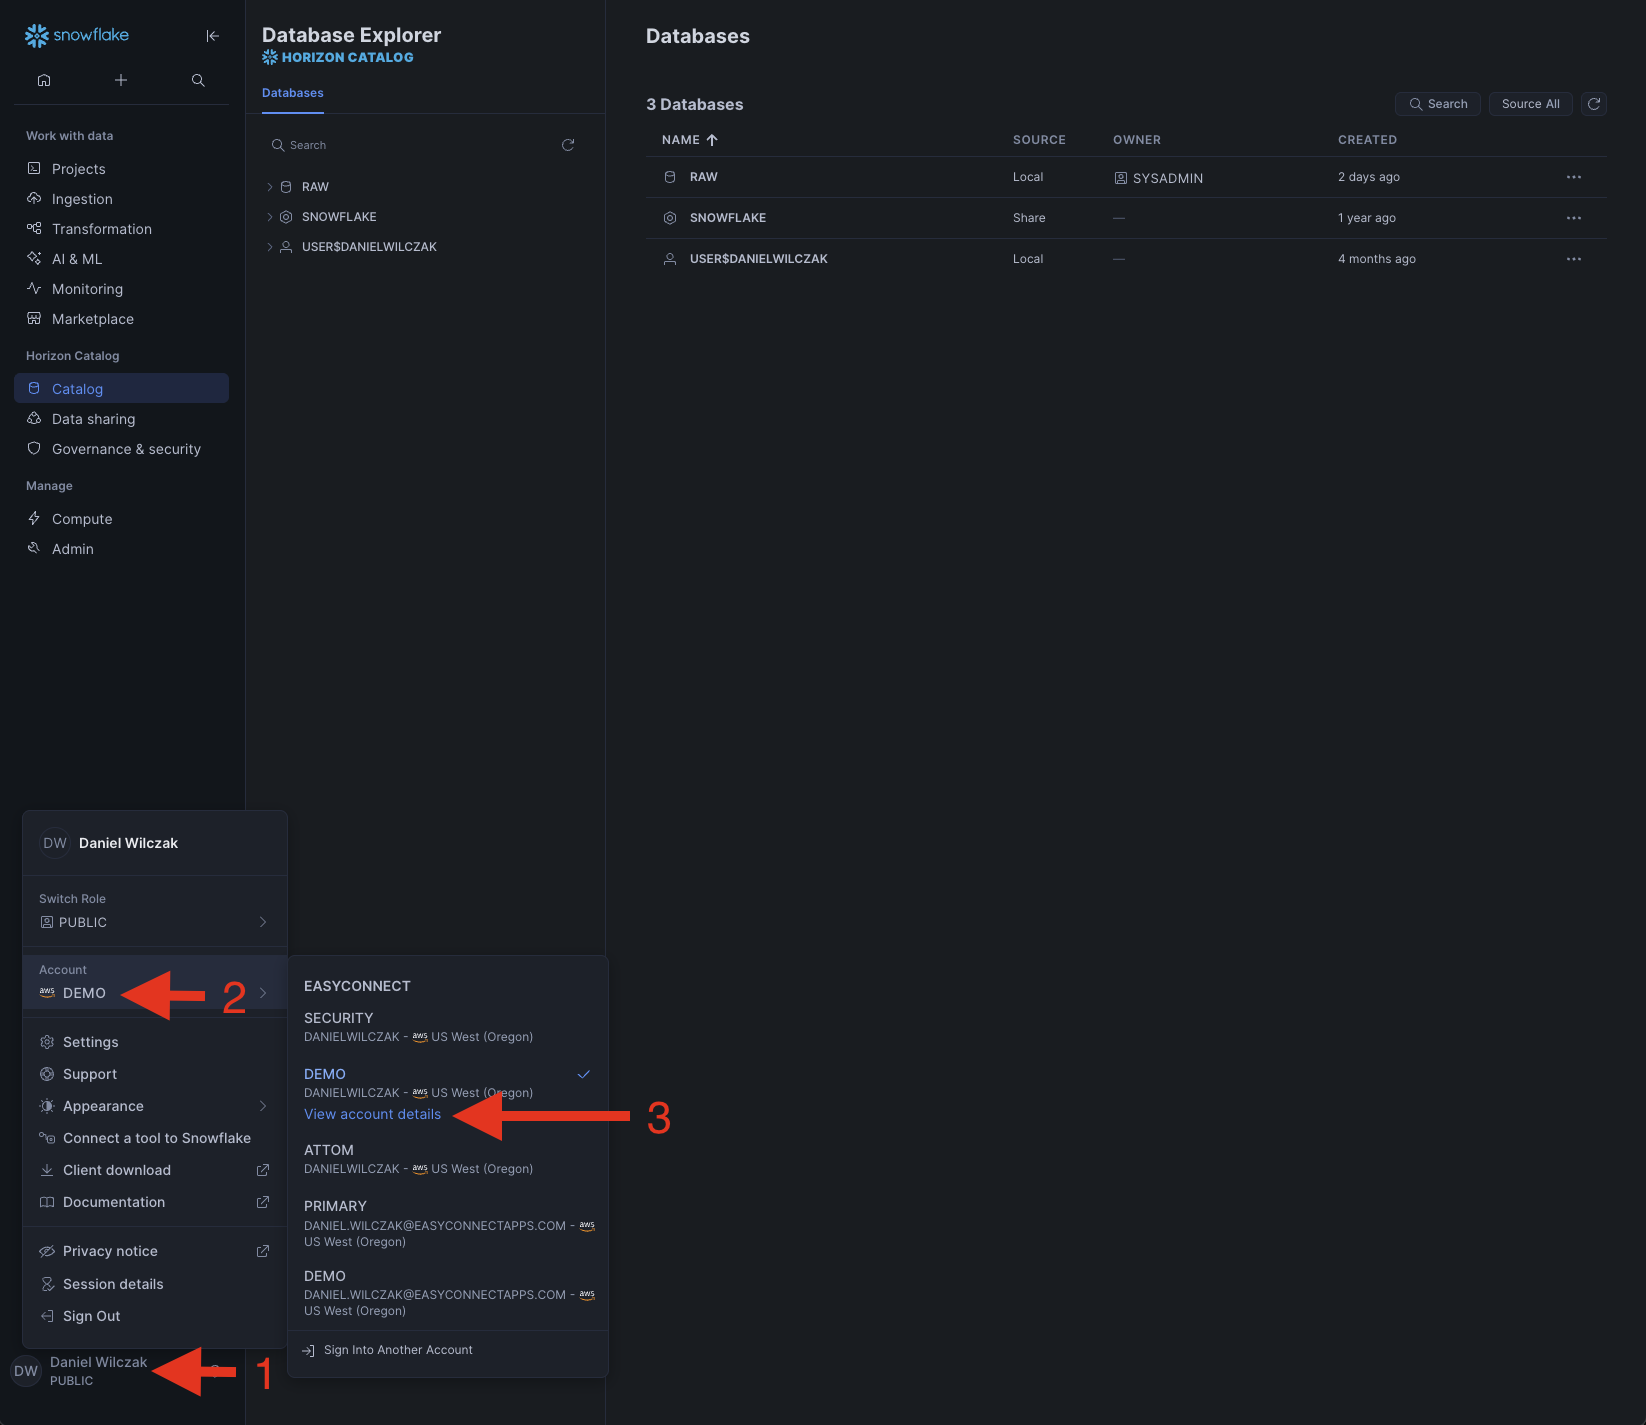 snowflake
Work with data
Projects
Ingestion
Transformation
AI & ML
Monitoring
Marketplace
Horizon Catalog
Catalog
Data sharing
Governance & security
Manage
Compute
Admin
Database Explorer
HORIZON CATALOG
Databases
Search
RAW
SNOWFLAKE
USER$DANIELWILCZAK
Databases
3 Databases
Search
Source All
NAME SOURCE OWNER CREATED
RAW Local SYSADMIN 2 days ago
SNOWFLAKE Share — 1 year ago
USER$DANIELWILCZAK Local — 4 months ago
DW Daniel Wilczak
Switch Role
PUBLIC
Account
aws DEMO
2
Settings
Support
Appearance
Connect a tool to Snowflake
Client download
Documentation
Privacy notice
Session details
Sign Out
DW Daniel Wilczak
PUBLIC
1
EASYCONNECT
SECURITY
DANIELWILCZAK - aws US West (Oregon)
DEMO
DANIELWILCZAK - aws US West (Oregon)
View account details
3
ATTOM
DANIELWILCZAK - aws US West (Oregon)
PRIMARY
DANIEL.WILCZAK@EASYCONNECTAPPS.COM - aws
US West (Oregon)
DEMO
DANIEL.WILCZAK@EASYCONNECTAPPS.COM - aws
US West (Oregon)
Sign Into Another Account